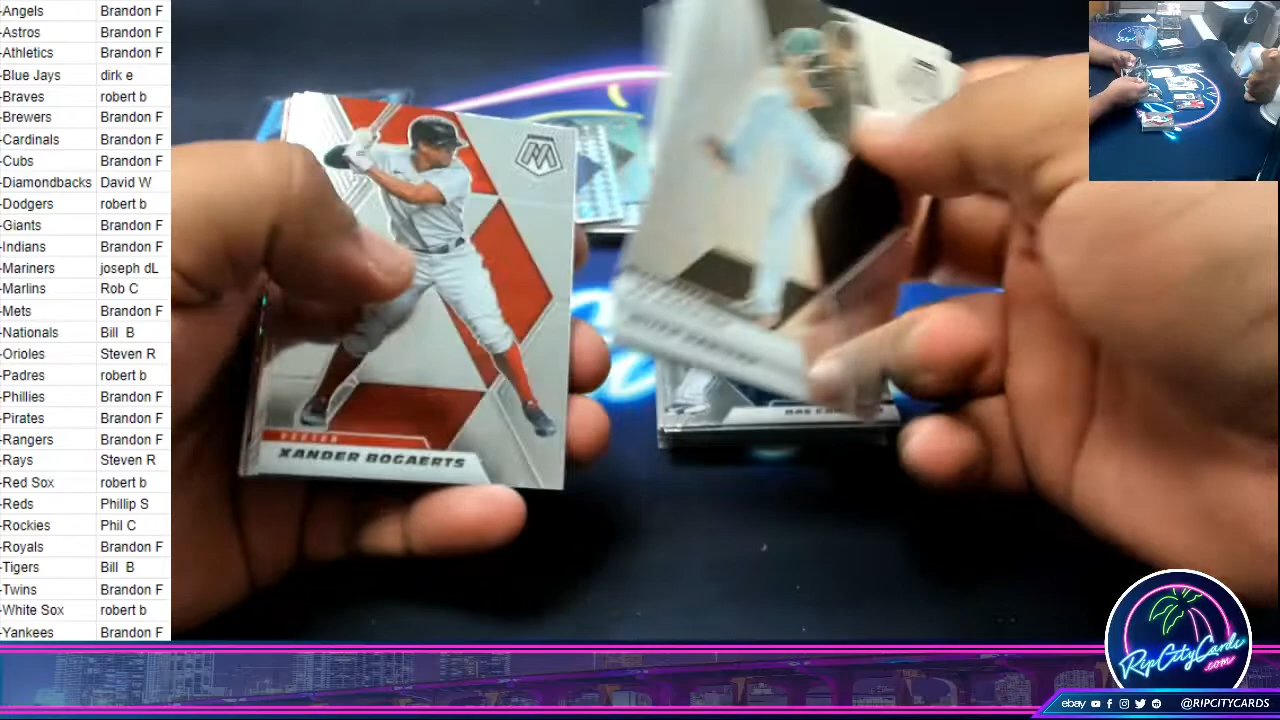 -Angels Brandon F
-Astros Brandon F
-Athletics Brandon F
-Blue Jays dirk e
-Braves robert b
-Brewers Brandon F
-Cardinals Brandon F
-Cubs Brandon F
-Diamondbacks David W
-Dodgers robert b
-Giants Brandon F
-Indians Brandon F
-Mariners joseph dL
-Marlins Rob C
-Mets Brandon F
-Nationals Bill B
-Orioles Steven R
-Padres robert b
-Phillies Brandon F
-Pirates Brandon F
-Rangers Brandon F
-Rays Steven R
-Red Sox robert b
-Reds Phillip S
-Rockies Phil C
-Royals Brandon F
-Tigers Bill B
-Twins Brandon F
-White Sox robert b
-Yankees Brandon F
M
BOSTON
XANDER BOGAERTS
RipCityCards
.com
ebay @RIPCITYCARDS